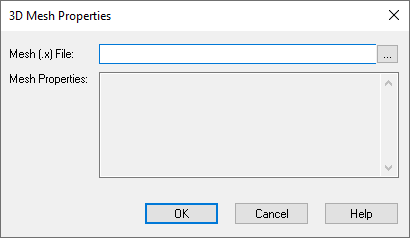 3D Mesh Properties
Mesh (.x) File:
...
Mesh Properties:
OK Cancel Help